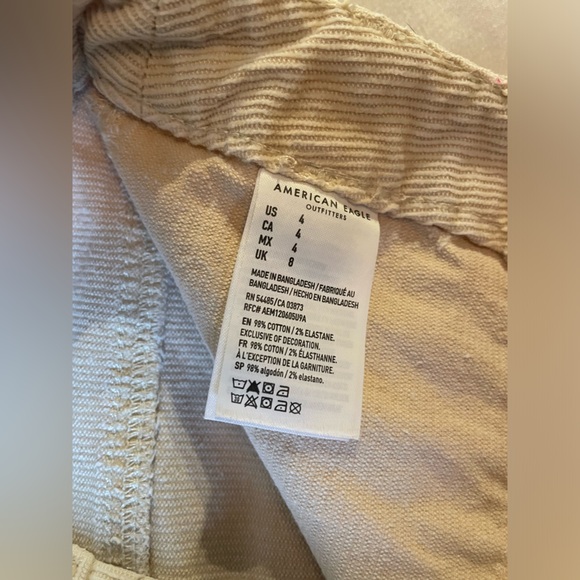 AMERICAN EAGLE
OUTFITTERS
US 4
CA 4
MX 4
UK 8
MADE IN BANGLADESH / FABRIQUÉ AU
BANGLADESH / HECHO EN BANGLADESH
RN 54485/CA 03873
RFC# AEM120605U9A
EN 98% COTTON / 2% ELASTANE.
EXCLUSIVE OF DECORATION.
FR 98% COTON / 2% ÉLASTHANNE.
À L'EXCEPTION DE LA GARNITURE.
SP 98% algodón / 2% elastano.